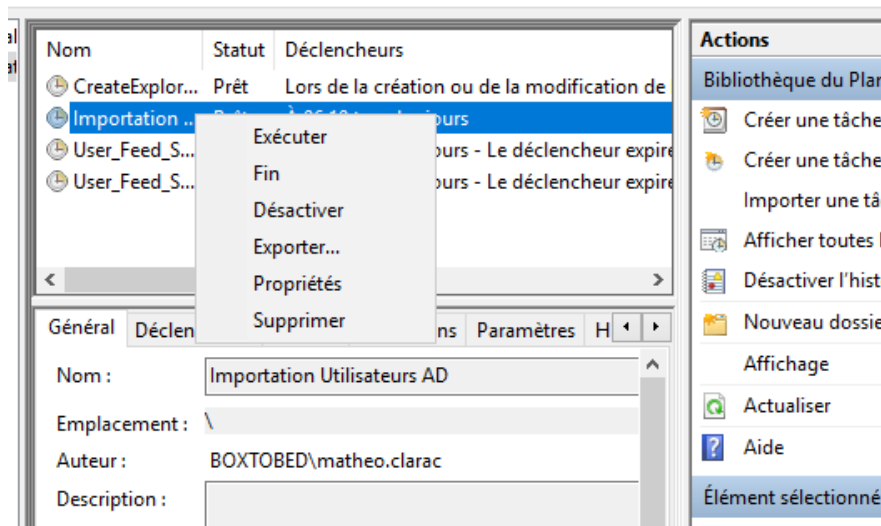 Nom Statut Déclencheurs
CreateExplor... Prêt Lors de la création ou de la modification de
Importation ... jours
User_Feed_S... ours - Le déclencheur expire
User_Feed_S... ours - Le déclencheur expire
Exécuter
Fin
Désactiver
Exporter...
Propriétés
Supprimer
Général Déclen ns Paramètres H
Nom : Importation Utilisateurs AD
Emplacement : \
Auteur : BOXTOBED\matheo.clarac
Description :
Actions
Bibliothèque du Plan
Créer une tâche
Créer une tâche
Importer une tâ
Afficher toutes l
Désactiver l'hist
Nouveau dossie
Affichage
Actualiser
Aide
Élément sélectionné